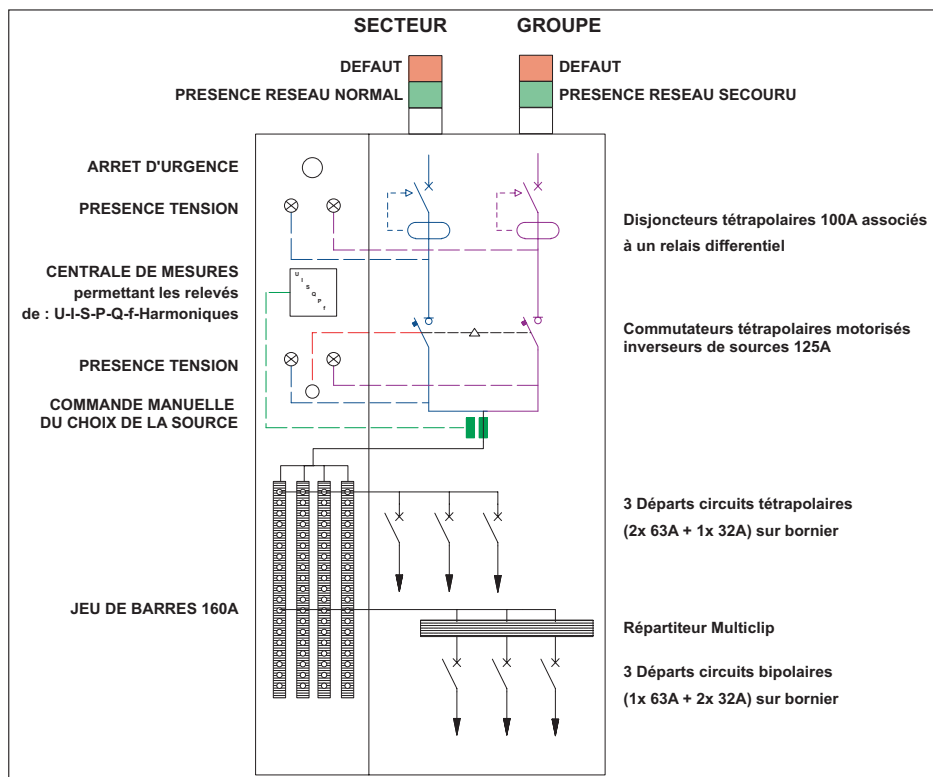 SECTEUR
GROUPE
DEFAUT
DEFAUT
PRESENCE RESEAU NORMAL
PRESENCE RESEAU SECOURU
ARRET D'URGENCE
PRESENCE TENSION
Disjoncteurs tétrapolaires 100A associés
à un relais differentiel
CENTRALE DE MESURES
permettant les relevés
de : U-I-S-P-Q-f-Harmoniques
U
I
S
Q
P
f
Commutateurs tétrapolaires motorisés
inverseurs de sources 125A
PRESENCE TENSION
COMMANDE MANUELLE
DU CHOIX DE LA SOURCE
3 Départs circuits tétrapolaires
(2x 63A + 1x 32A) sur bornier
JEU DE BARRES 160A
Répartiteur Multiclip
3 Départs circuits bipolaires
(1x 63A + 2x 32A) sur bornier